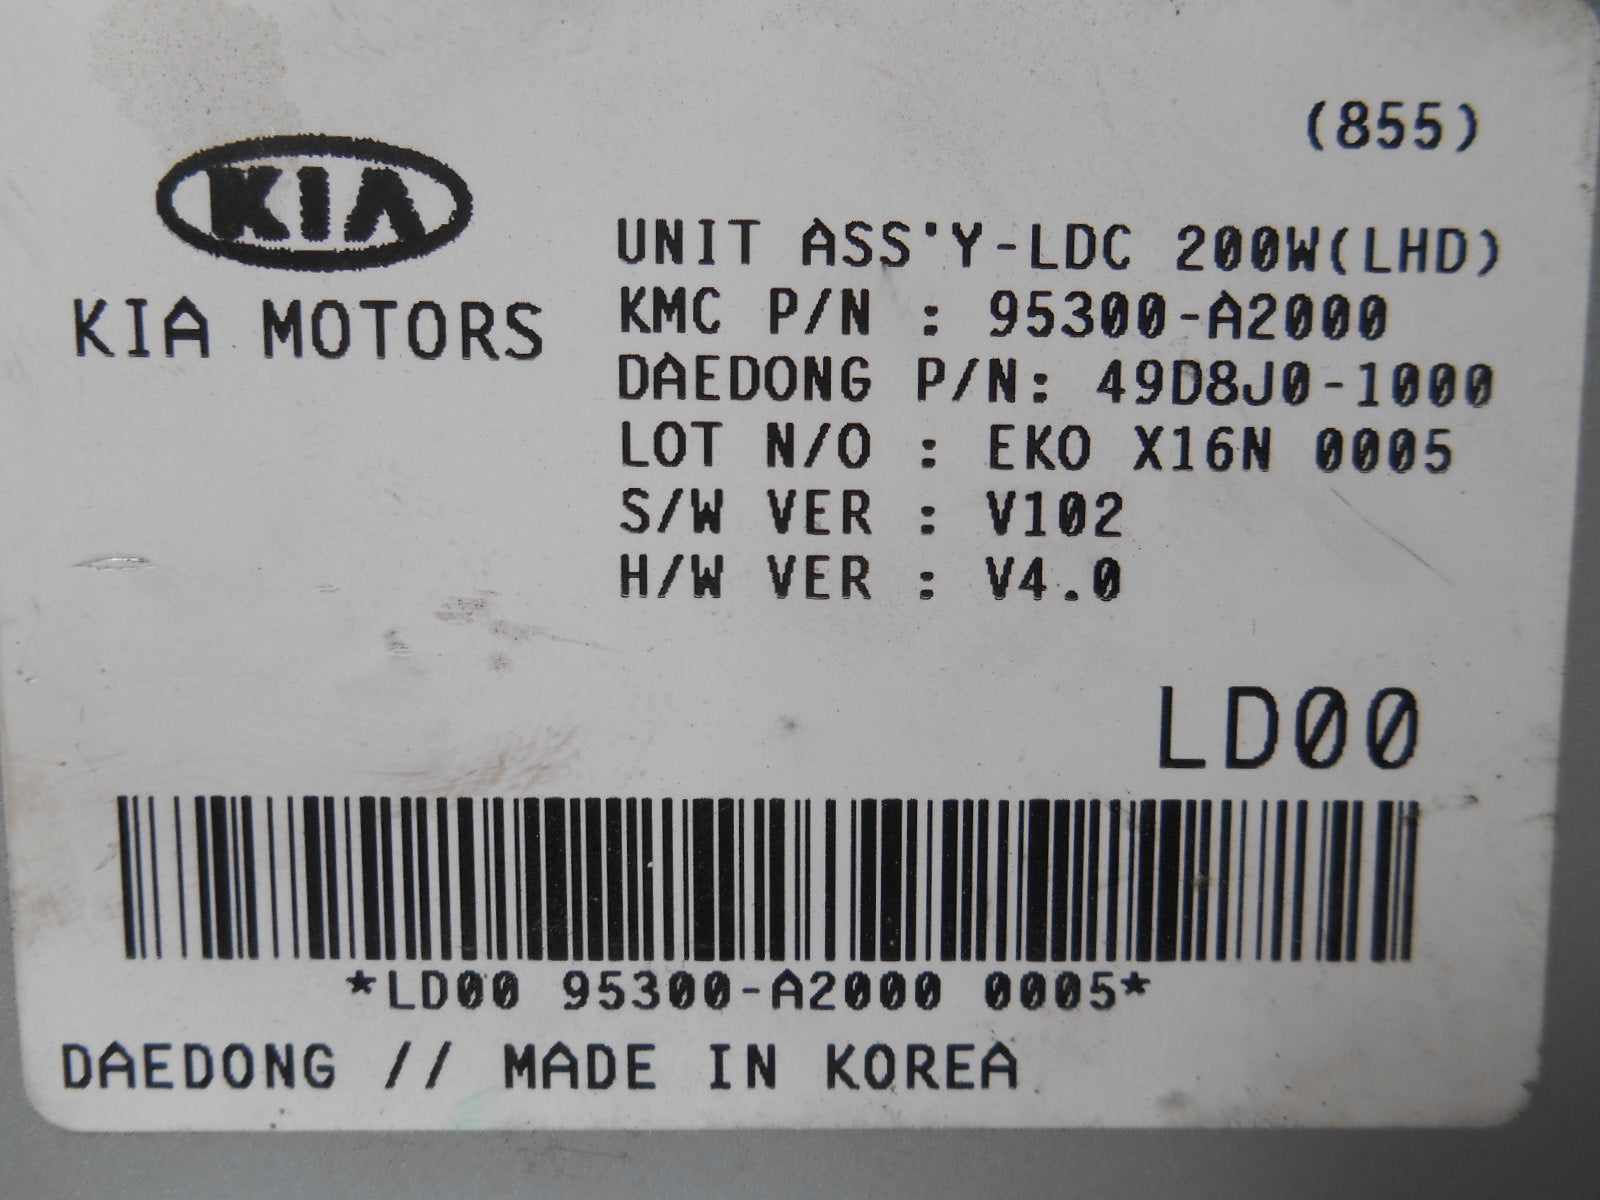 (855)
KIA
KIA MOTORS
UNIT ASS'Y-LDC 200W(LHD)
KMC P/N : 95300-A2000
DAEDONG P/N: 49D8J0-1000
LOT N/O : EKO X16N 0005
S/W VER : V102
H/W VER : V4.0
LD00
*LD00 95300-A2000 0005*
DAEDONG // MADE IN KOREA